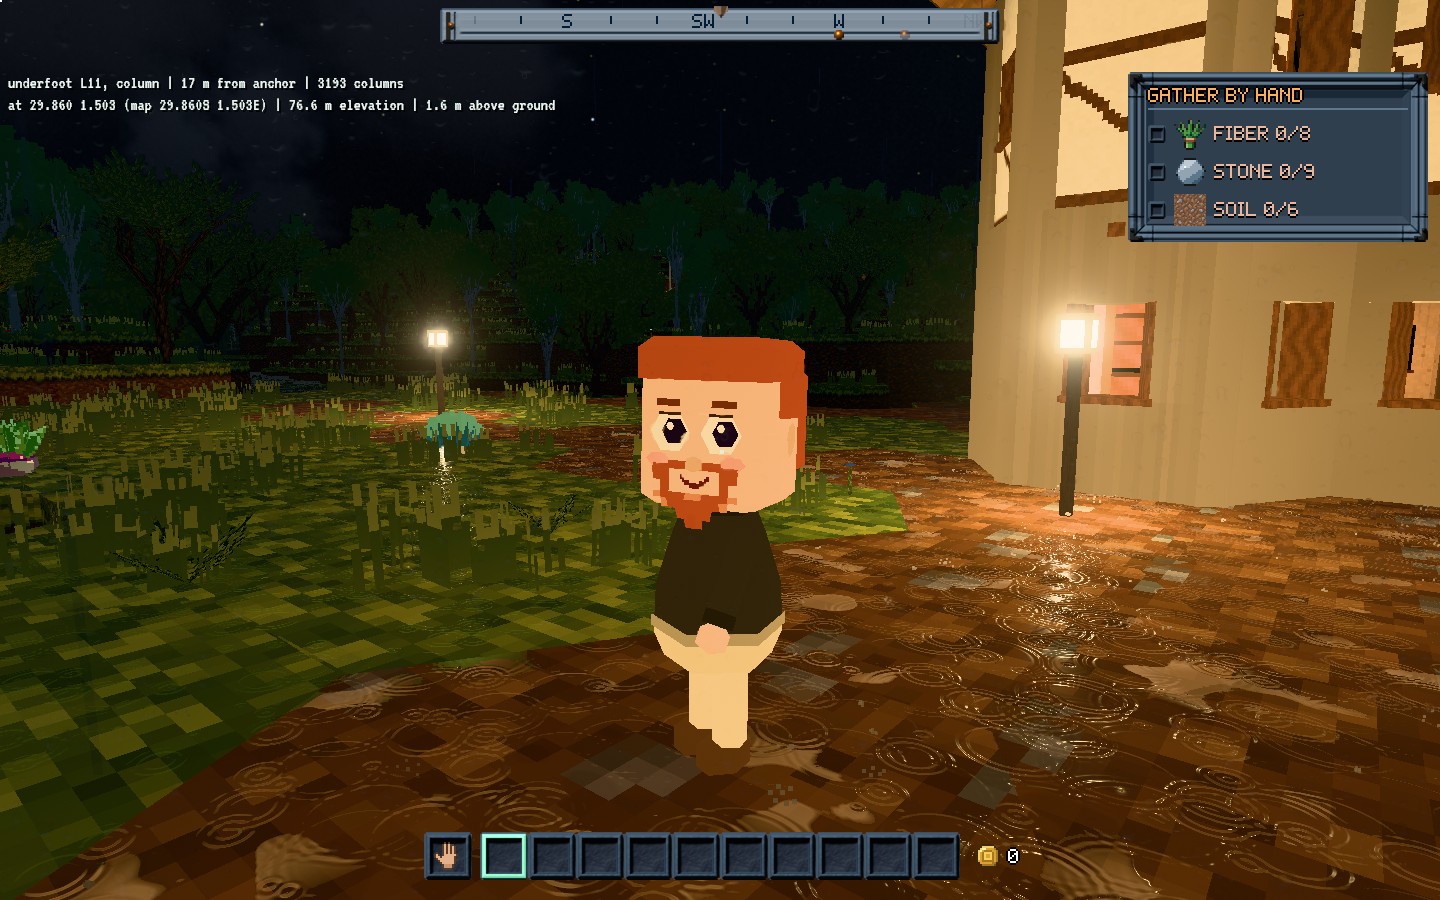 S SW W
underfoot L11, column | 17 m from anchor | 3193 columns
at 29.860 1.503 (map 29.860S 1.503E) | 76.6 m elevation | 1.6 m above ground
GATHER BY HAND
FIBER 0/8
STONE 0/9
SOIL 0/6
0